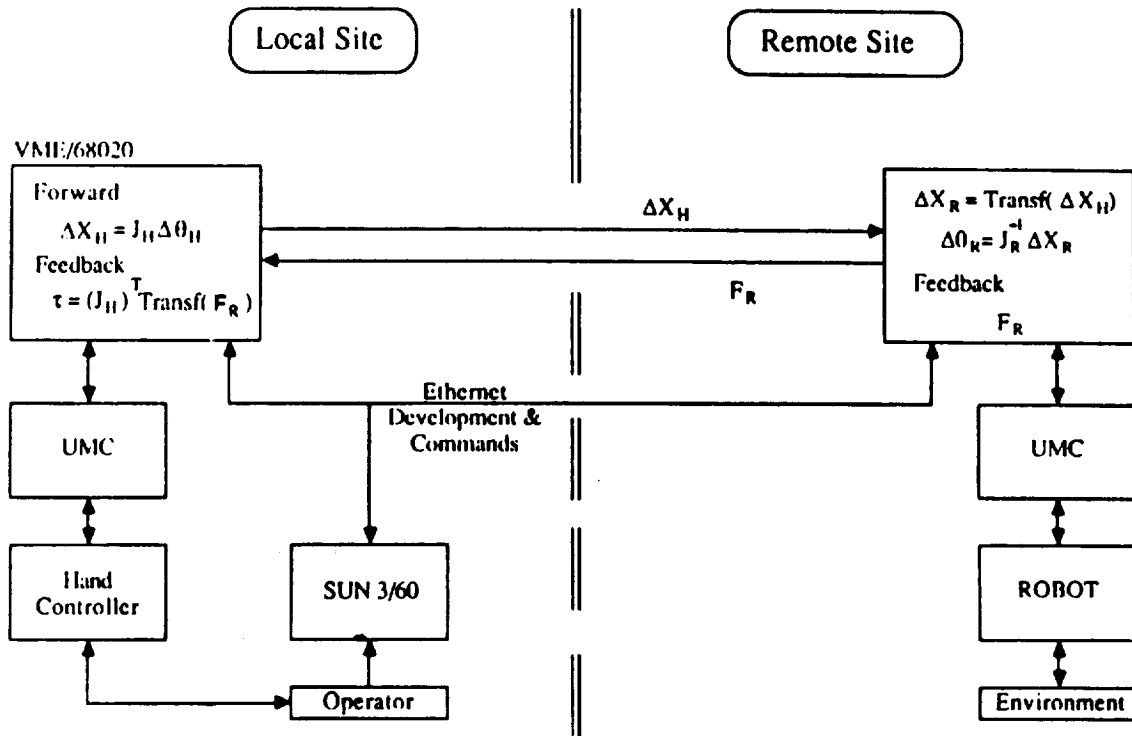 Local Site
Remote Site
VME/68020
Forward
ΔX_H = J_H Δθ_H
Feedback
τ = (J_H)^T Transf( F_R )
ΔX_H
F_R
ΔX_R = Transf( ΔX_H )
Δθ_R = J_R^-1 ΔX_R
Feedback
F_R
Ethernet
Development &
Commands
UMC
UMC
Hand
Controller
SUN 3/60
ROBOT
Operator
Environment